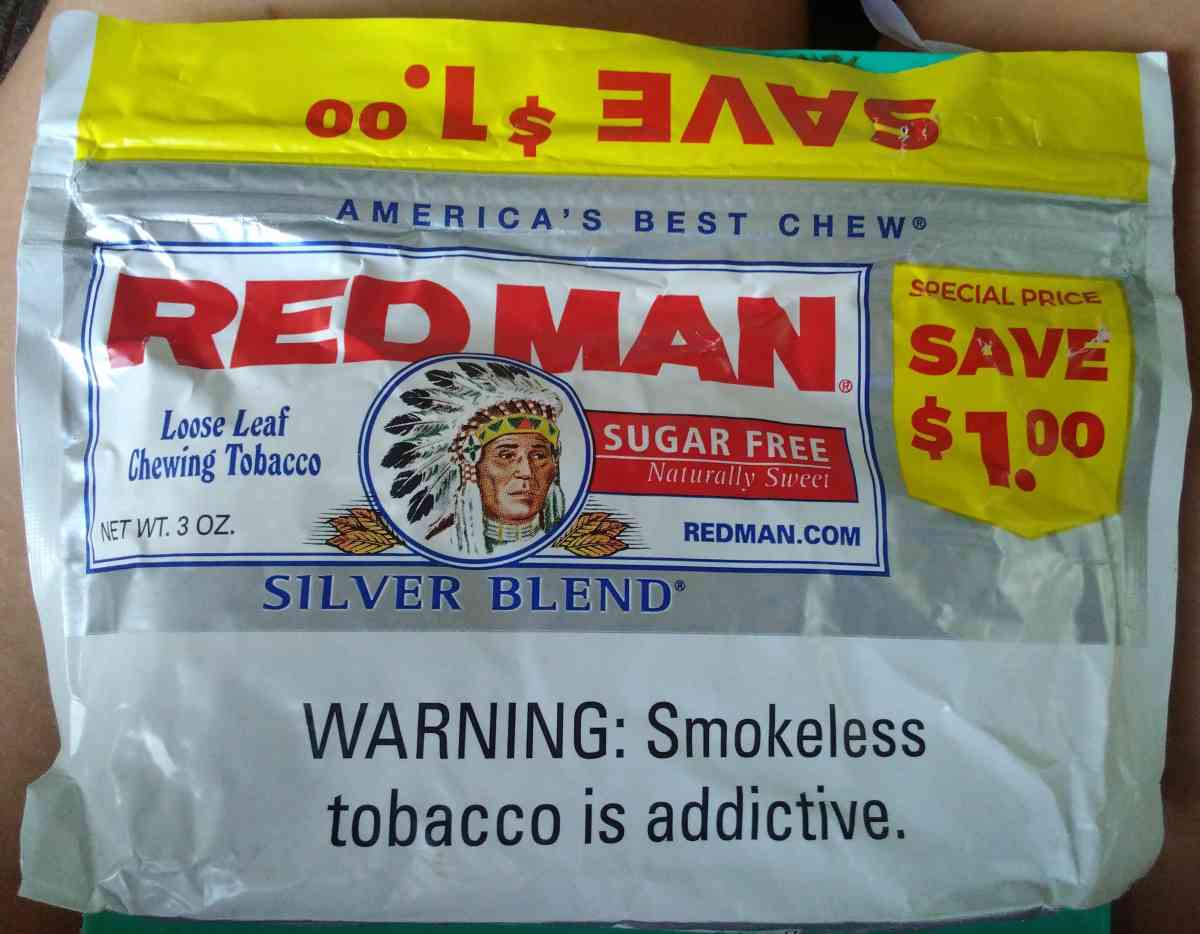 SAVE $1.00
AMERICA'S BEST CHEW®
RED MAN®
Loose Leaf
Chewing Tobacco
NET WT. 3 OZ.
SUGAR FREE
Naturally Sweet
REDMAN.COM
SILVER BLEND®
SPECIAL PRICE
SAVE
$1.00
WARNING: Smokeless
tobacco is addictive.